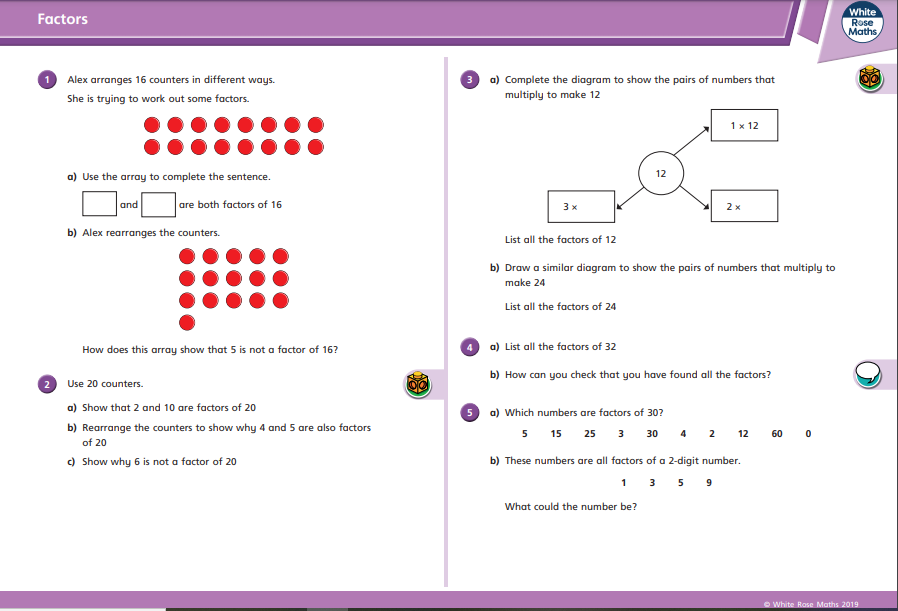 Factors
White
Rose
Maths
1 Alex arranges 16 counters in different ways.
She is trying to work out some factors.
a) Use the array to complete the sentence.
and are both factors of 16
b) Alex rearranges the counters.
How does this array show that 5 is not a factor of 16?
2 Use 20 counters.
a) Show that 2 and 10 are factors of 20
b) Rearrange the counters to show why 4 and 5 are also factors
of 20
c) Show why 6 is not a factor of 20
3 a) Complete the diagram to show the pairs of numbers that
multiply to make 12
1 × 12
12
3 × 2 ×
List all the factors of 12
b) Draw a similar diagram to show the pairs of numbers that multiply to
make 24
List all the factors of 24
4 a) List all the factors of 32
b) How can you check that you have found all the factors?
5 a) Which numbers are factors of 30?
5 15 25 3 30 4 2 12 60 0
b) These numbers are all factors of a 2-digit number.
1 3 5 9
What could the number be?
© White Rose Maths 2019